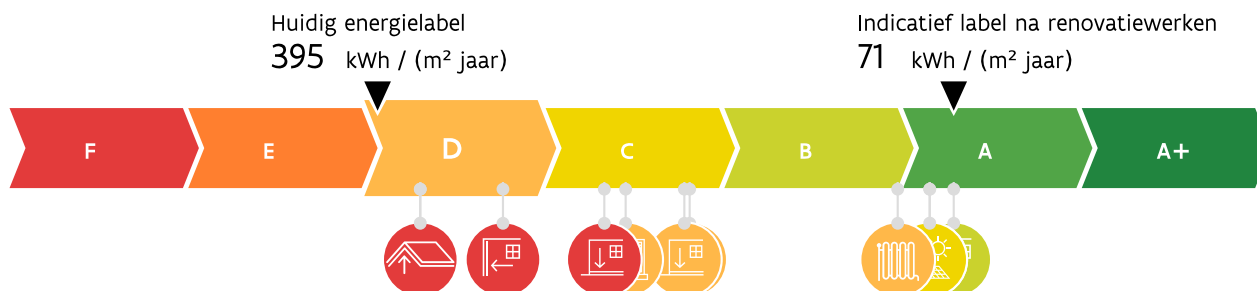 Huidig energielabel
395 kWh / (m² jaar)
Indicatief label na renovatiewerken
71 kWh / (m² jaar)
F E D C B A A+